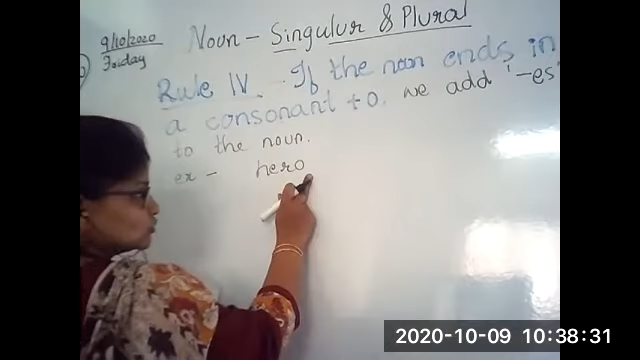 9/10/2020
Friday
Noun - Singulur & Plural
Rule IV. If the noun ends in
a consonant + o, we add '-es'
to the noun.
ex - hero
2020-10-09 10:38:31